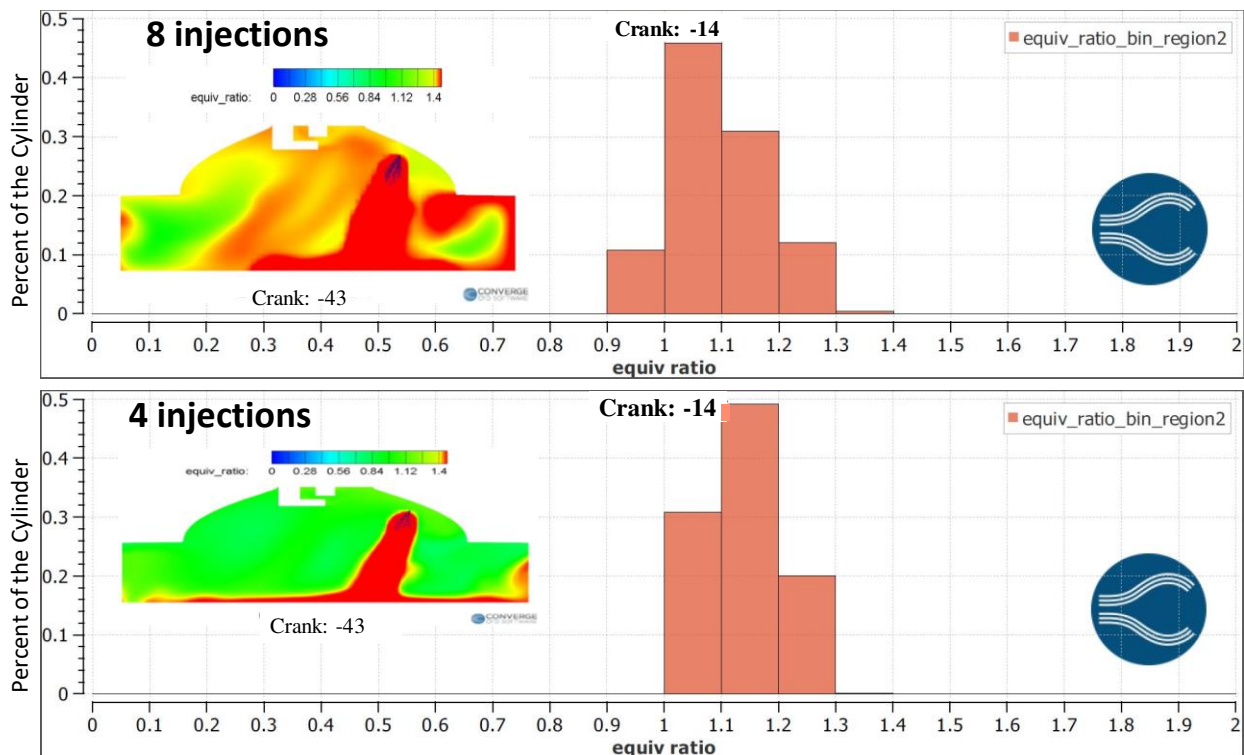 8 injections
Crank: -14
equiv_ratio_bin_region2
equiv_ratio: 0 0.28 0.56 0.84 1.12 1.4
Percent of the Cylinder
0.5
0.4
0.3
0.2
0.1
0
Crank: -43
CONVERGE
CFD SOFTWARE
0 0.1 0.2 0.3 0.4 0.5 0.6 0.7 0.8 0.9 1 1.1 1.2 1.3 1.4 1.5 1.6 1.7 1.8 1.9 2
equiv ratio
4 injections
Crank: -14
equiv_ratio_bin_region2
equiv_ratio: 0 0.28 0.56 0.84 1.12 1.4
Percent of the Cylinder
0.5
0.4
0.3
0.2
0.1
0
Crank: -43
CONVERGE
CFD SOFTWARE
0 0.1 0.2 0.3 0.4 0.5 0.6 0.7 0.8 0.9 1 1.1 1.2 1.3 1.4 1.5 1.6 1.7 1.8 1.9 2
equiv ratio